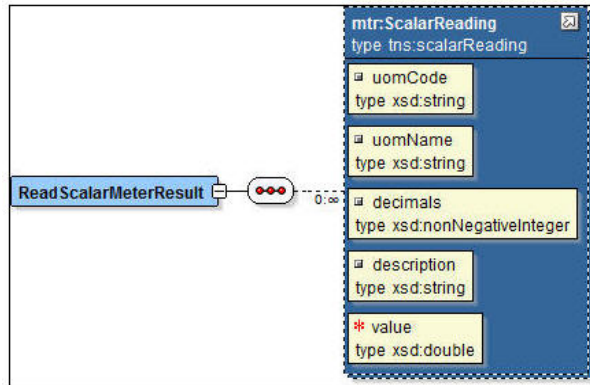 mtr:ScalarReading
type tns:scalarReading
uomCode
type xsd:string
uomName
type xsd:string
ReadScalarMeterResult
0:∞
decimals
type xsd:nonNegativeInteger
description
type xsd:string
* value
type xsd:double